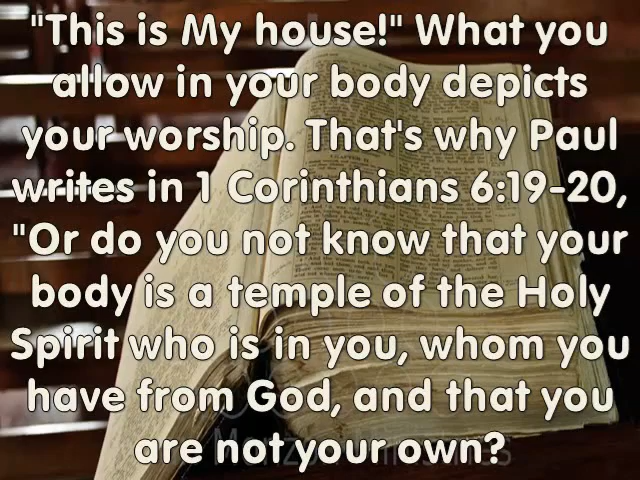 "This is My house!" What you
allow in your body depicts
your worship. That's why Paul
writes in 1 Corinthians 6:19-20,
"Or do you not know that your
body is a temple of the Holy
Spirit who is in you, whom you
have from God, and that you
are not your own?